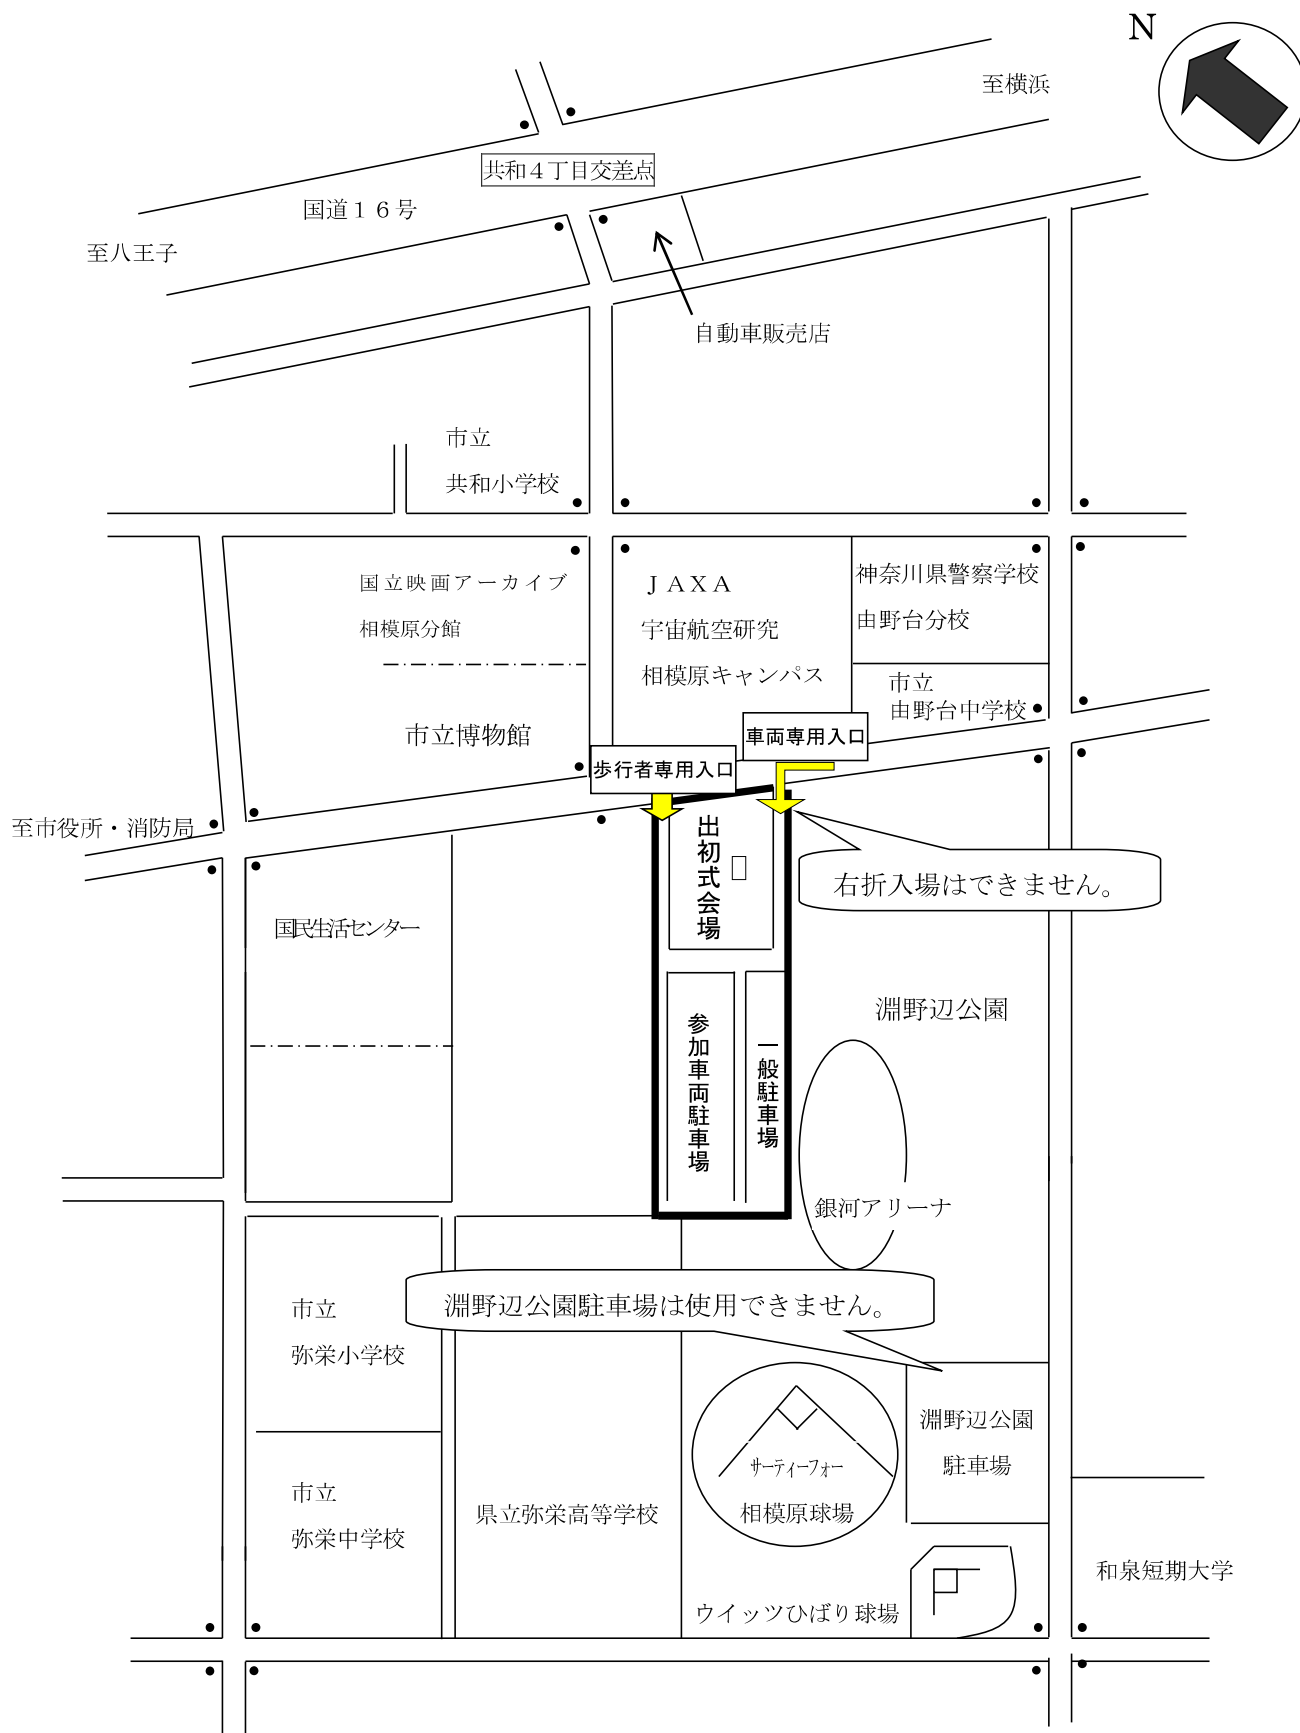 N
至横浜
共和４丁目交差点
国道１６号
至八王子
自動車販売店
市立
共和小学校
国立映画アーカイブ
相模原分館
ＪＡＸＡ
宇宙航空研究
相模原キャンパス
神奈川県警察学校
由野台分校
市立
由野台中学校
市立博物館
車両専用入口
歩行者専用入口
至市役所・消防局
出初式会場
右折入場はできません。
国民生活センター
淵野辺公園
参加車両駐車場
一般駐車場
銀河アリーナ
淵野辺公園駐車場は使用できません。
市立
弥栄小学校
淵野辺公園
駐車場
サーティーフォー
相模原球場
市立
弥栄中学校
県立弥栄高等学校
和泉短期大学
ウイッツひばり球場